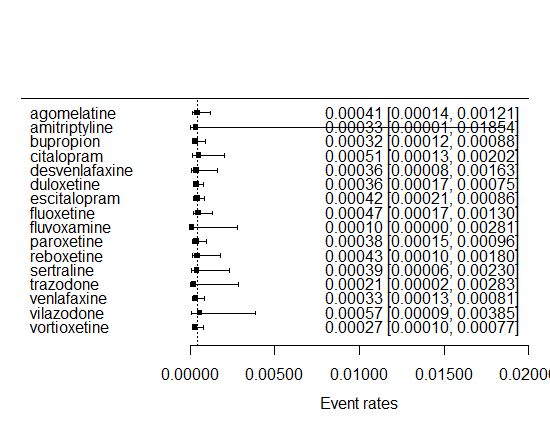 agomelatine 0.00041 [0.00014, 0.00121]
amitriptyline 0.00033 [0.00001, 0.01854]
bupropion 0.00032 [0.00012, 0.00088]
citalopram 0.00051 [0.00013, 0.00202]
desvenlafaxine 0.00036 [0.00008, 0.00163]
duloxetine 0.00036 [0.00017, 0.00075]
escitalopram 0.00042 [0.00021, 0.00086]
fluoxetine 0.00047 [0.00017, 0.00130]
fluvoxamine 0.00010 [0.00000, 0.00281]
paroxetine 0.00038 [0.00015, 0.00096]
reboxetine 0.00043 [0.00010, 0.00180]
sertraline 0.00039 [0.00006, 0.00230]
trazodone 0.00021 [0.00002, 0.00283]
venlafaxine 0.00033 [0.00013, 0.00081]
vilazodone 0.00057 [0.00009, 0.00385]
vortioxetine 0.00027 [0.00010, 0.00077]
0.00000 0.00500 0.01000 0.01500 0.0200
Event rates